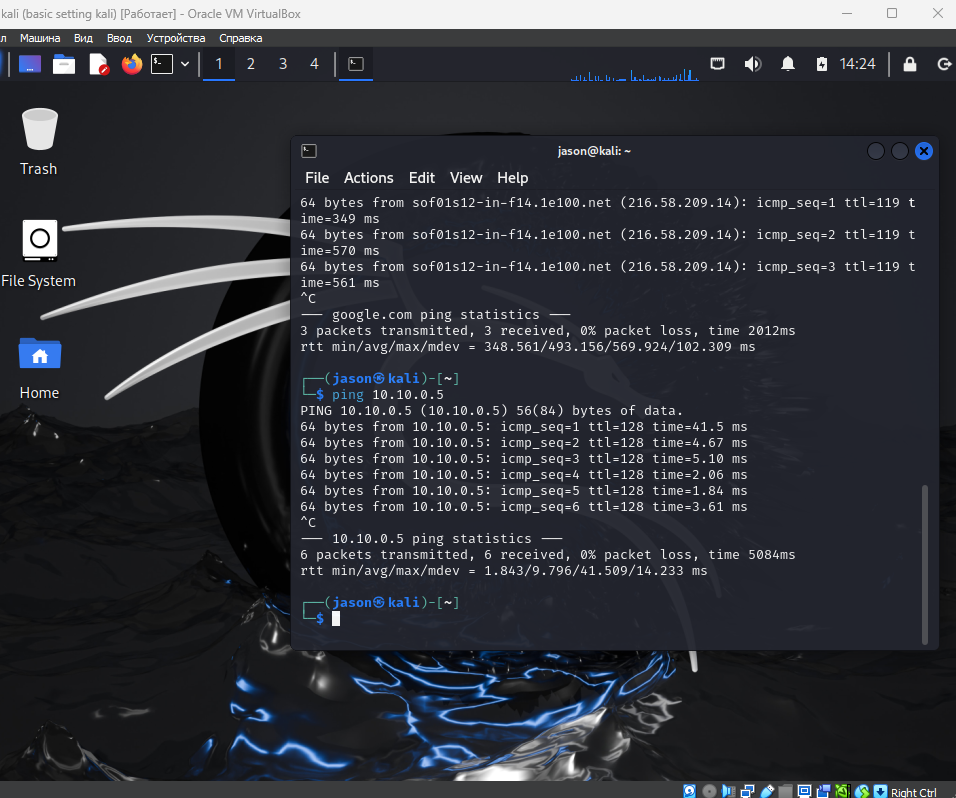 kali (basic setting kali) [Работает] - Oracle VM VirtualBox
л Машина Вид Ввод Устройства Справка
1 2 3 4 14:24
Trash
File System
Home
jason@kali: ~
File Actions Edit View Help
64 bytes from sof01s12-in-f14.1e100.net (216.58.209.14): icmp_seq=1 ttl=119 t
ime=349 ms
64 bytes from sof01s12-in-f14.1e100.net (216.58.209.14): icmp_seq=2 ttl=119 t
ime=570 ms
64 bytes from sof01s12-in-f14.1e100.net (216.58.209.14): icmp_seq=3 ttl=119 t
ime=561 ms
^C
--- google.com ping statistics ---
3 packets transmitted, 3 received, 0% packet loss, time 2012ms
rtt min/avg/max/mdev = 348.561/493.156/569.924/102.309 ms
┌──(jason㉿kali)-[~]
└─$ ping 10.10.0.5
PING 10.10.0.5 (10.10.0.5) 56(84) bytes of data.
64 bytes from 10.10.0.5: icmp_seq=1 ttl=128 time=41.5 ms
64 bytes from 10.10.0.5: icmp_seq=2 ttl=128 time=4.67 ms
64 bytes from 10.10.0.5: icmp_seq=3 ttl=128 time=5.10 ms
64 bytes from 10.10.0.5: icmp_seq=4 ttl=128 time=2.06 ms
64 bytes from 10.10.0.5: icmp_seq=5 ttl=128 time=1.84 ms
64 bytes from 10.10.0.5: icmp_seq=6 ttl=128 time=3.61 ms
^C
--- 10.10.0.5 ping statistics ---
6 packets transmitted, 6 received, 0% packet loss, time 5084ms
rtt min/avg/max/mdev = 1.843/9.796/41.509/14.233 ms
┌──(jason㉿kali)-[~]
└─$
Right Ctrl